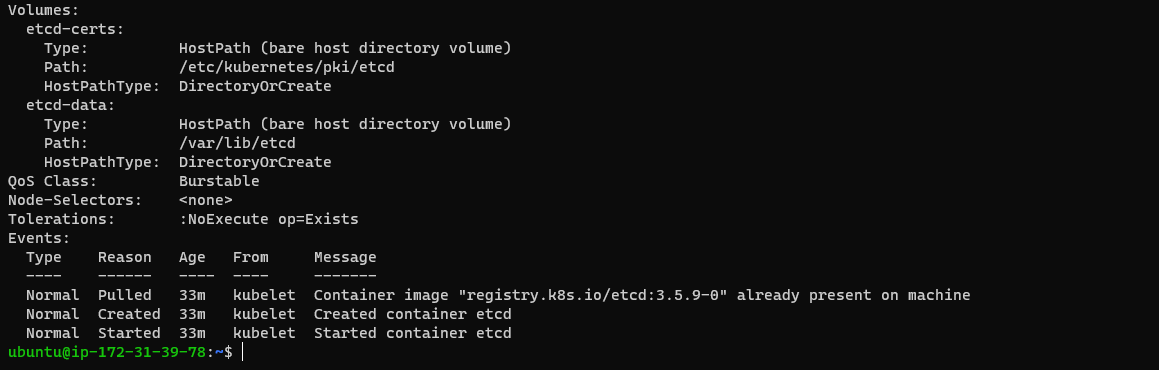 Volumes:
  etcd-certs:
    Type:          HostPath (bare host directory volume)
    Path:          /etc/kubernetes/pki/etcd
    HostPathType:  DirectoryOrCreate
  etcd-data:
    Type:          HostPath (bare host directory volume)
    Path:          /var/lib/etcd
    HostPathType:  DirectoryOrCreate
QoS Class:         Burstable
Node-Selectors:    <none>
Tolerations:       :NoExecute op=Exists
Events:
  Type    Reason   Age   From     Message
  ----    ------   ----  ----     -------
  Normal  Pulled   33m   kubelet  Container image "registry.k8s.io/etcd:3.5.9-0" already present on machine
  Normal  Created  33m   kubelet  Created container etcd
  Normal  Started  33m   kubelet  Started container etcd
ubuntu@ip-172-31-39-78:~$